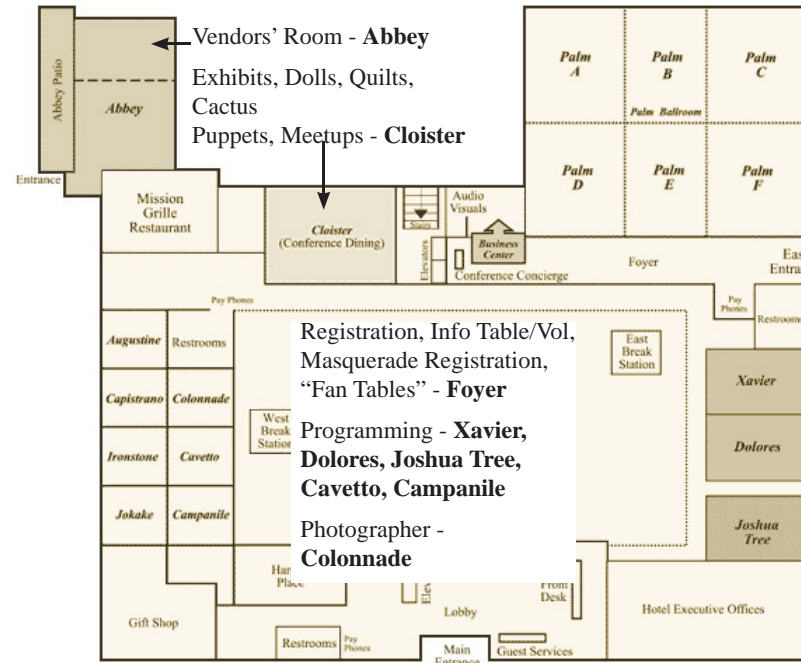 Vendors’ Room - Abbey
Exhibits, Dolls, Quilts,
Cactus
Puppets, Meetups - Cloister
Abbey Patio
Abbey
Entrance
Mission
Grille
Restaurant
Cloister
(Conference Dining)
Stairs
Elevators
Audio
Visuals
Business
Center
Conference Concierge
Foyer
Palm
A
Palm
B
Palm
C
Palm Ballroom
Palm
D
Palm
E
Palm
F
Pay Phones
Pay
Phones
Restrooms
Augustine
Restrooms
Capistrano
Colonnade
Ironstone
Cavetto
Jokake
Campanile
West
Break
Station
East
Break
Station
Registration, Info Table/Vol,
Masquerade Registration,
“Fan Tables” - Foyer
Programming - Xavier,
Dolores, Joshua Tree,
Cavetto, Campanile
Photographer -
Colonnade
Xavier
Dolores
Joshua
Tree
Place
Gift Shop
Restrooms
Pay
Phones
Lobby
Front
Desk
Main
Entrance
Guest Services
Hotel Executive Offices